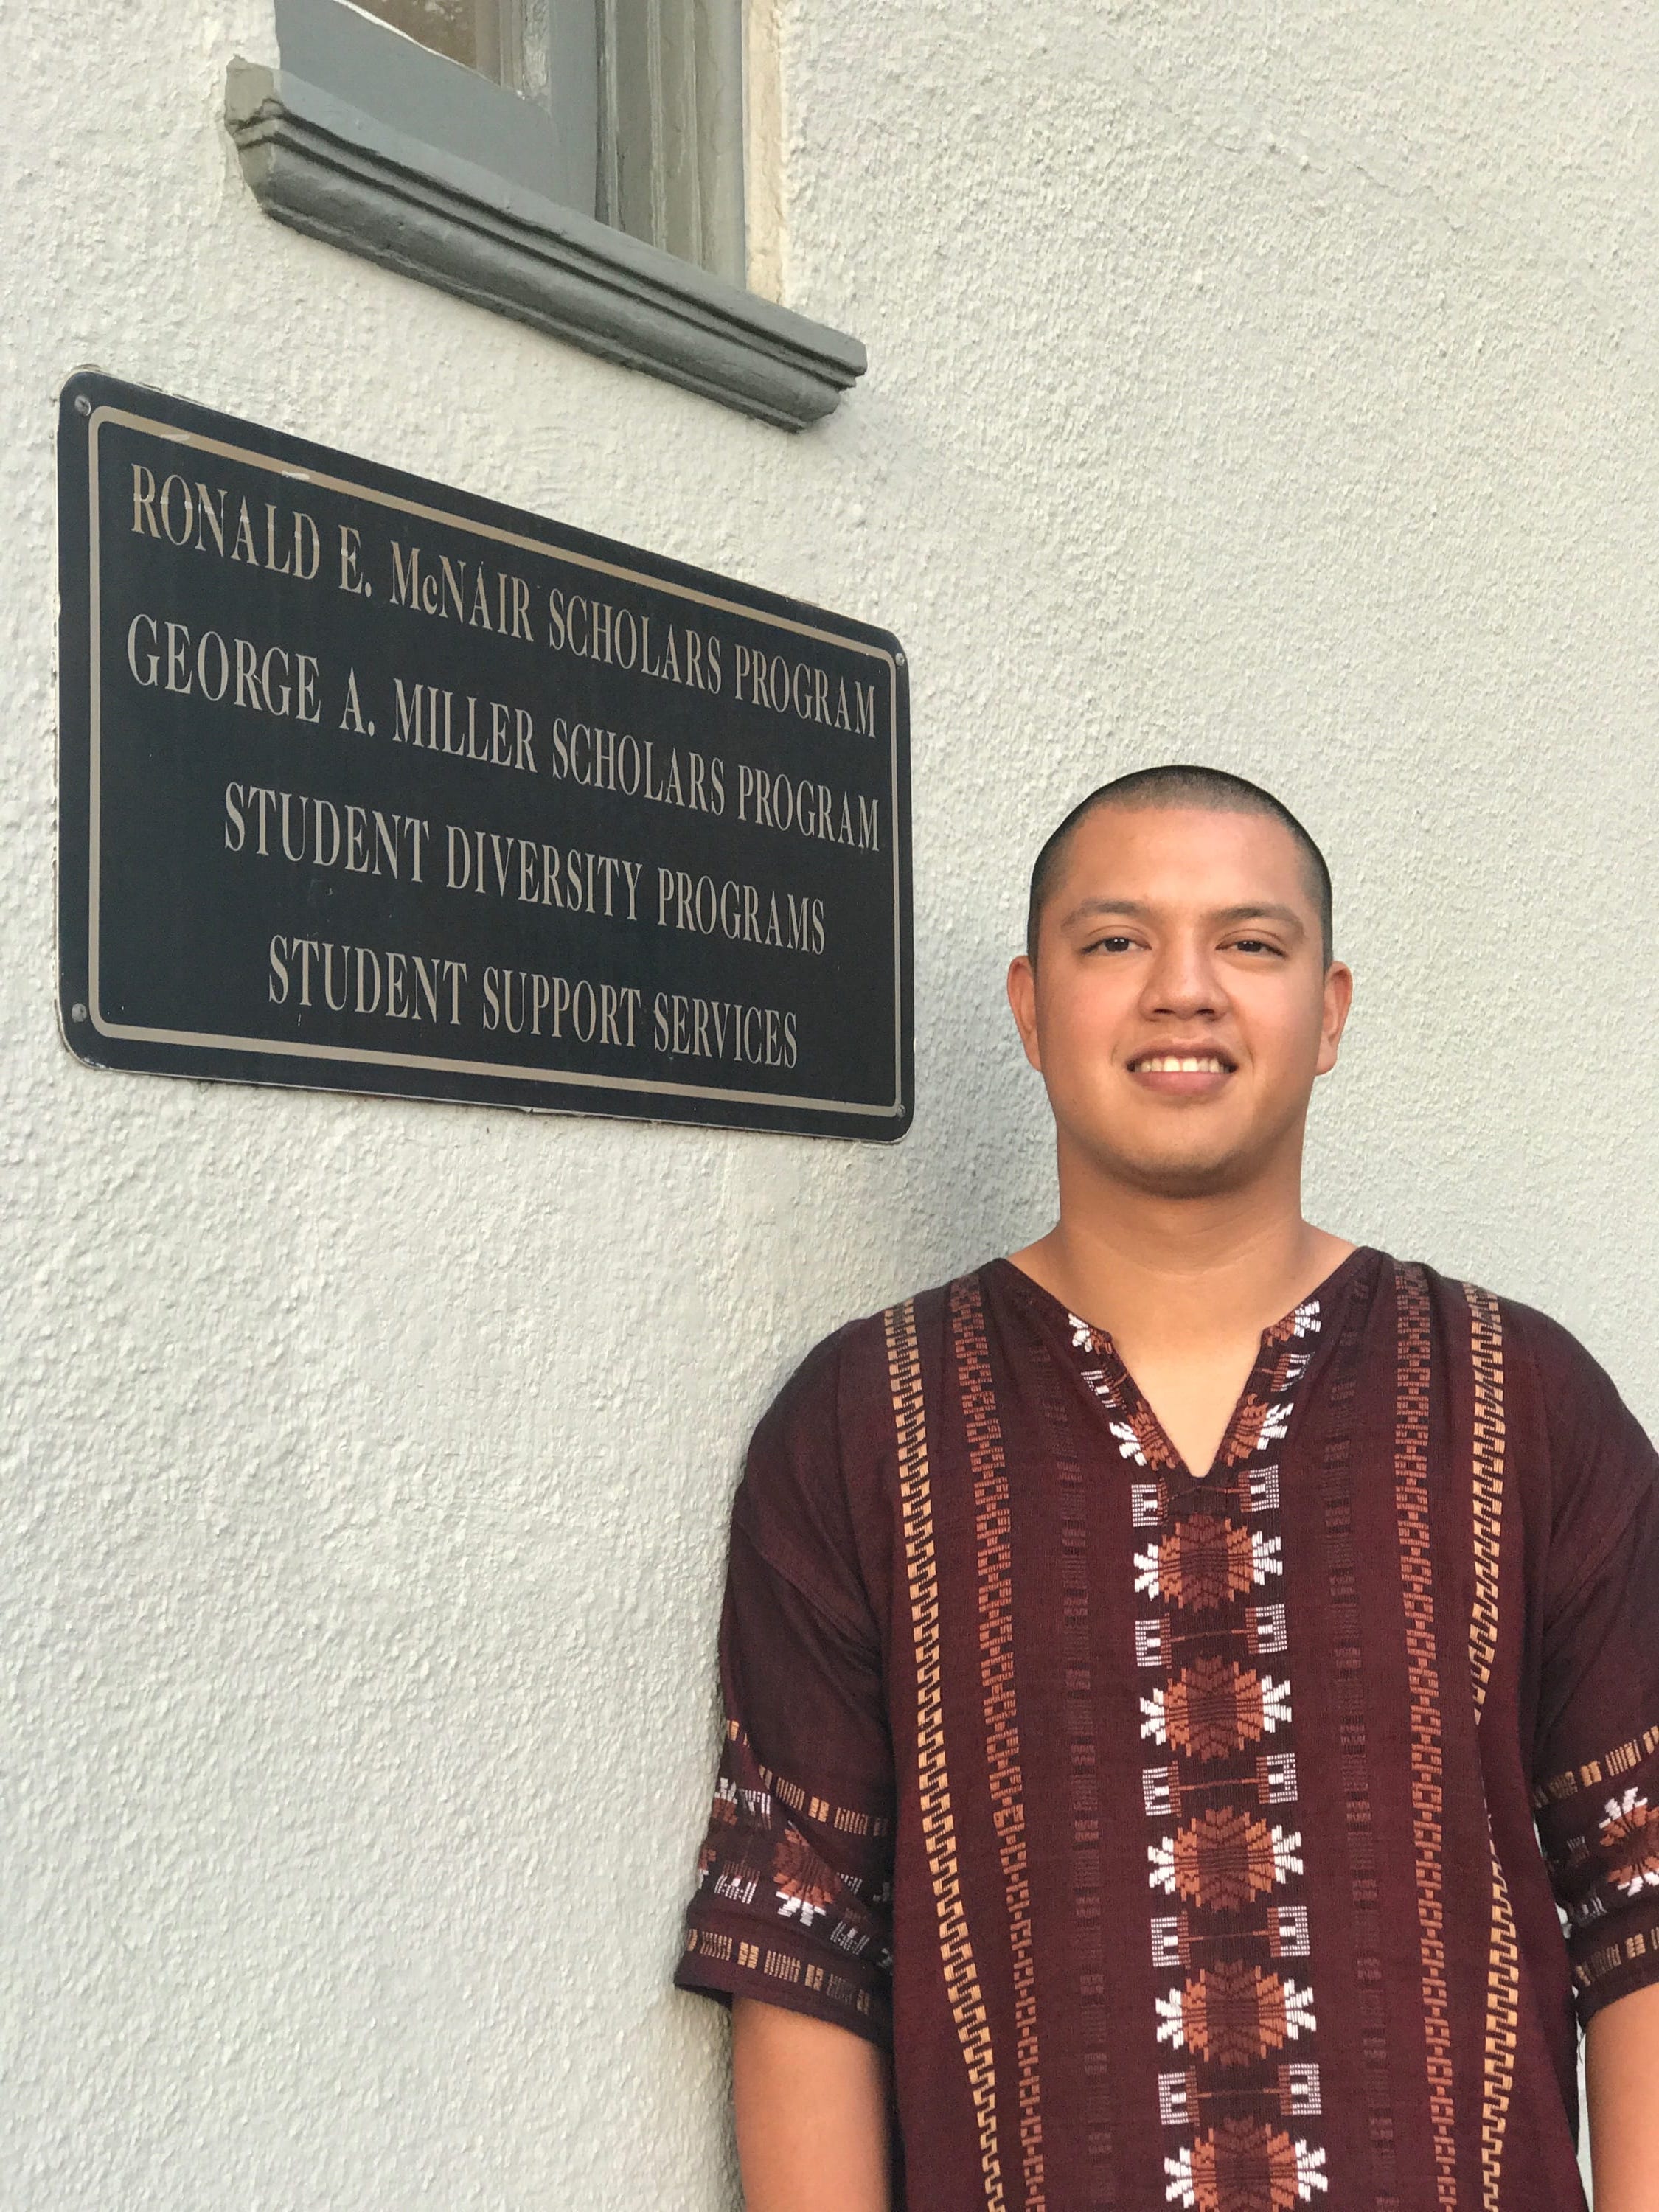 RONALD E. McNAIR SCHOLARS PROGRAM
GEORGE A. MILLER SCHOLARS PROGRAM
STUDENT DIVERSITY PROGRAMS
STUDENT SUPPORT SERVICES